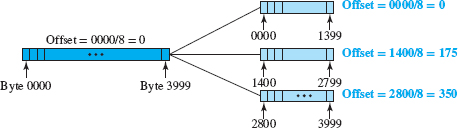 Offset = 0000/8 = 0
0000 1399
Offset = 0000/8 = 0
Offset = 1400/8 = 175
Byte 0000 Byte 3999
1400 2799
Offset = 2800/8 = 350
2800 3999